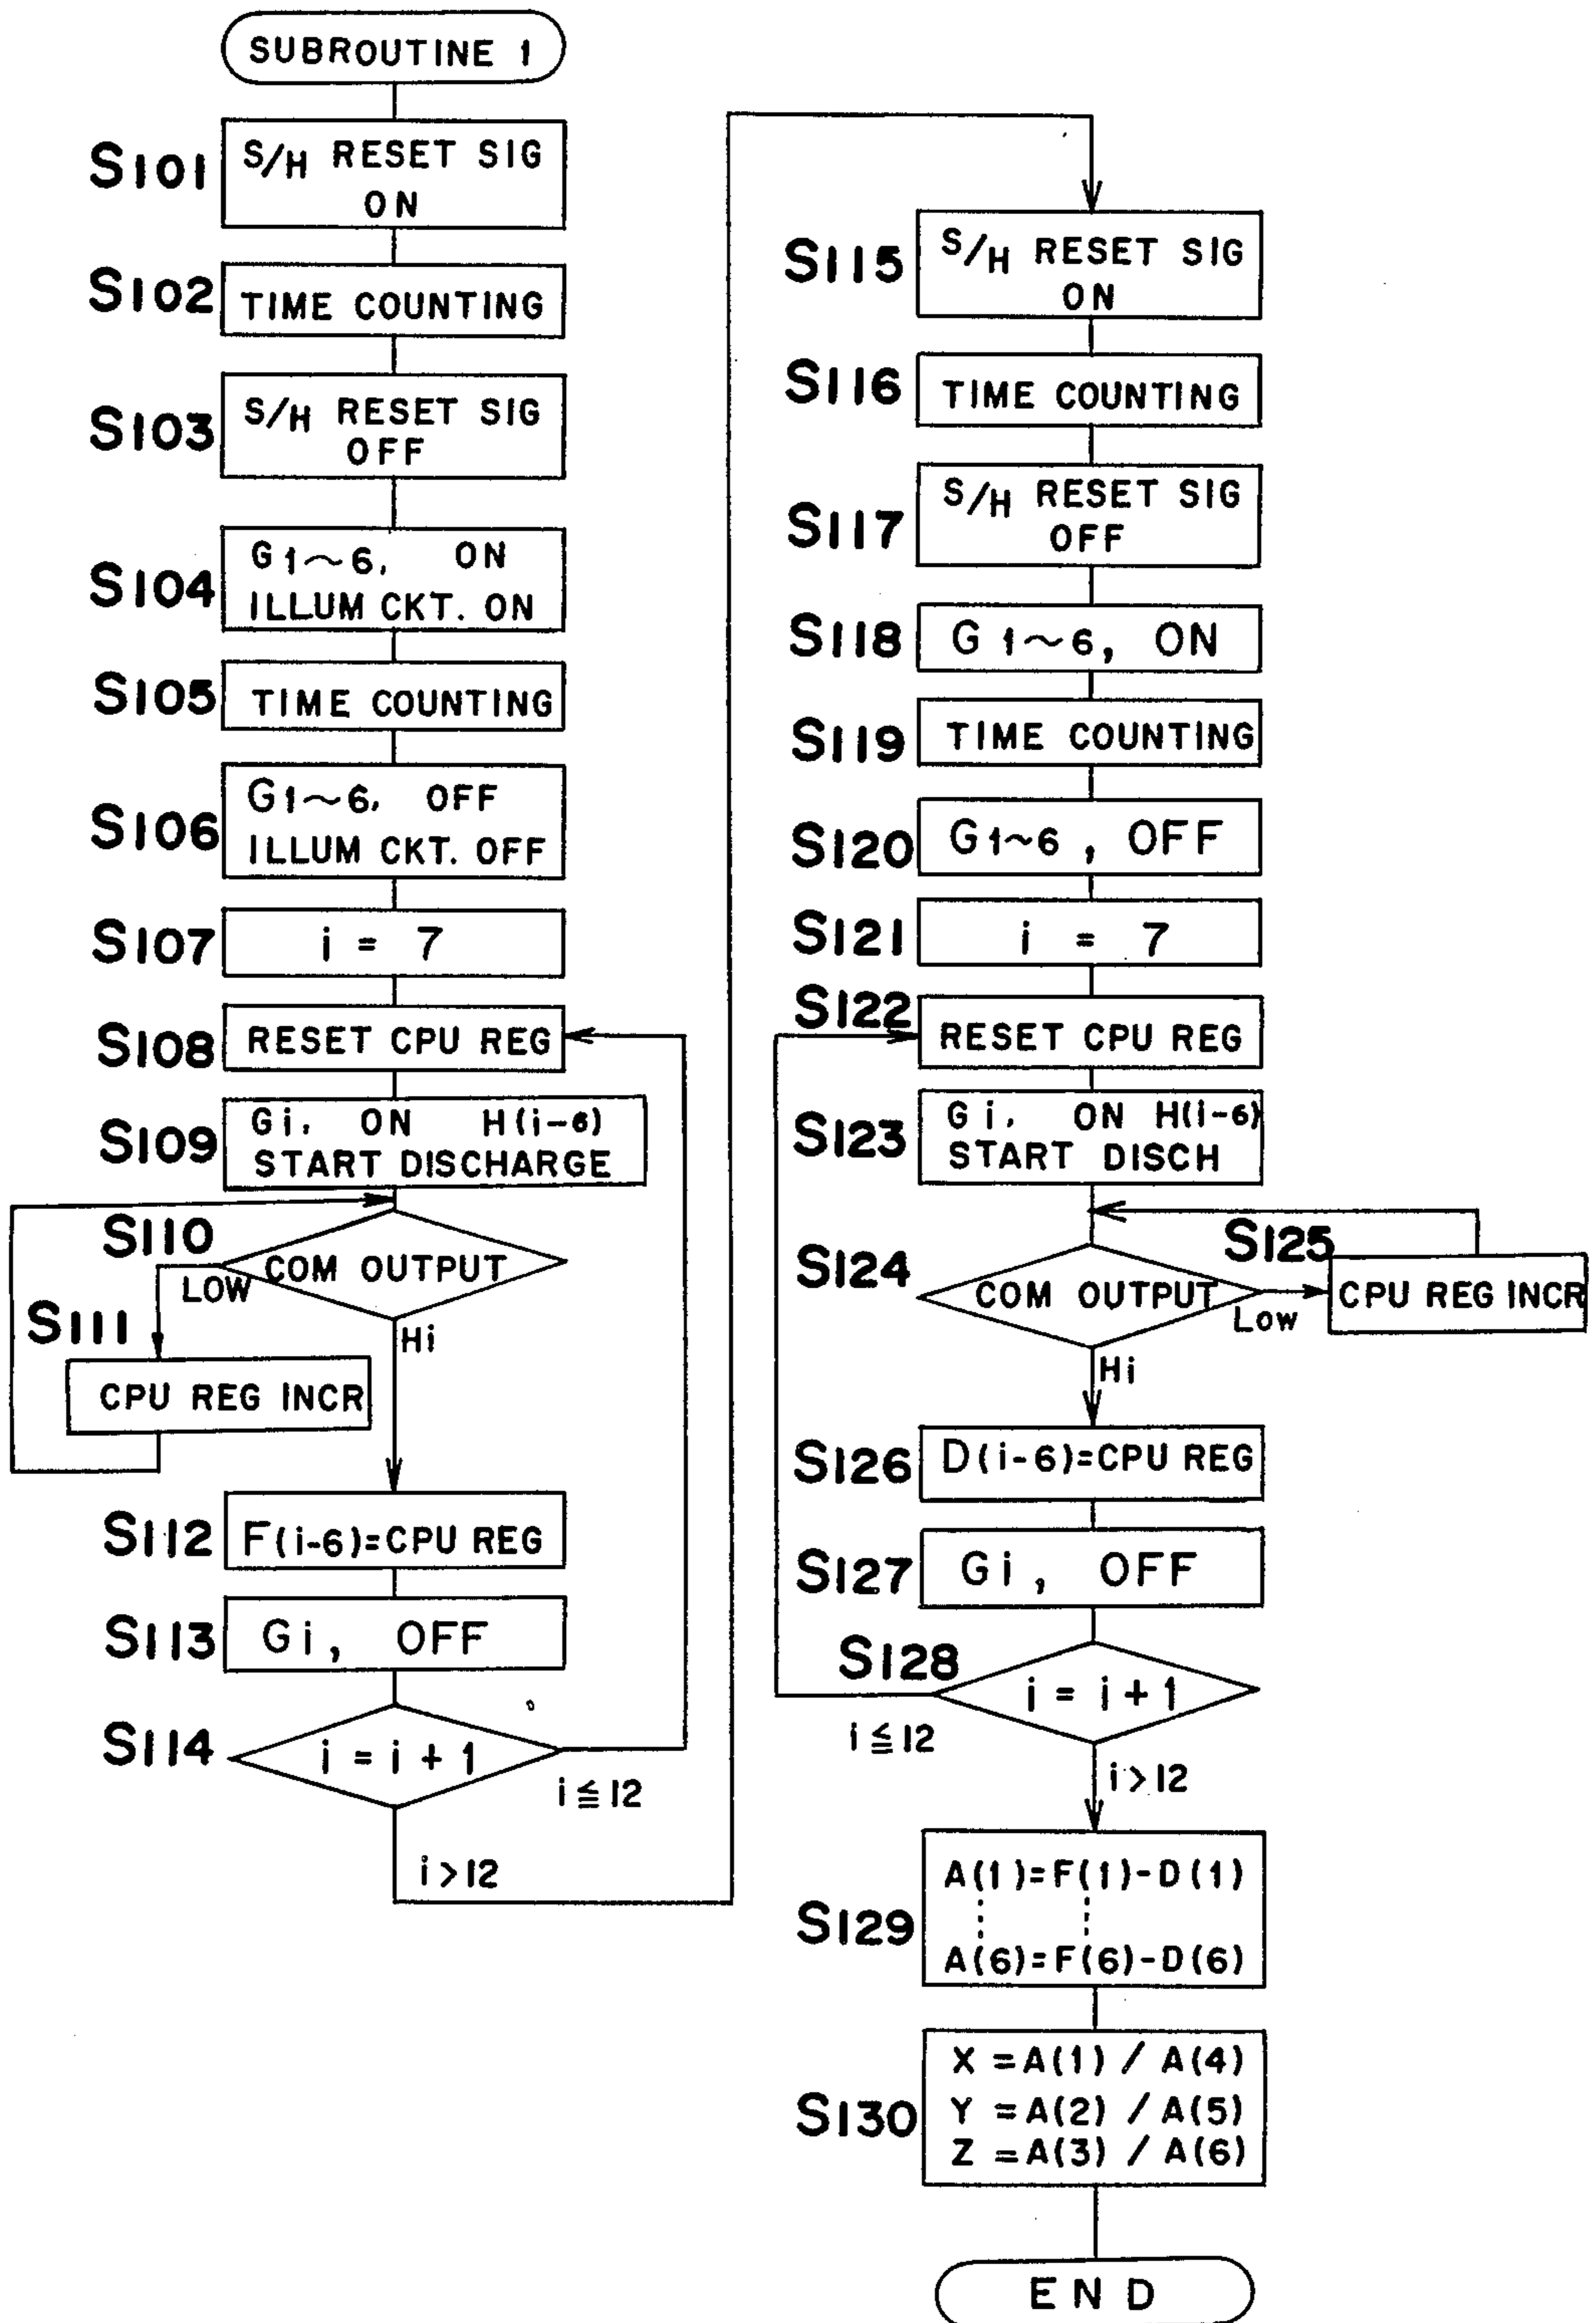 SUBROUTINE 1
S101
S/H RESET SIG
ON
S102
TIME COUNTING
S103
S/H RESET SIG
OFF
S104
G1~6, ON
ILLUM CKT. ON
S105
TIME COUNTING
S106
G1~6, OFF
ILLUM CKT. OFF
S107
i = 7
S108
RESET CPU REG
S109
Gi, ON H(i-6)
START DISCHARGE
S110
COM OUTPUT
LOW
Hi
S111
CPU REG INCR
S112
F(i-6)=CPU REG
S113
Gi, OFF
S114
i = i + 1
i ≦ 12
i > 12
S115
S/H RESET SIG
ON
S116
TIME COUNTING
S117
S/H RESET SIG
OFF
S118
G 1~6, ON
S119
TIME COUNTING
S120
G1~6, OFF
S121
i = 7
S122
RESET CPU REG
S123
Gi, ON H(i-6)
START DISCH
S124
COM OUTPUT
Low
Hi
S125
CPU REG INCR
S126
D(i-6)=CPU REG
S127
Gi, OFF
S128
i = i + 1
i ≦ 12
i > 12
S129
A(1)=F(1)-D(1)
A(6)=F(6)-D(6)
S130
X = A(1) / A(4)
Y = A(2) / A(5)
Z = A(3) / A(6)
END